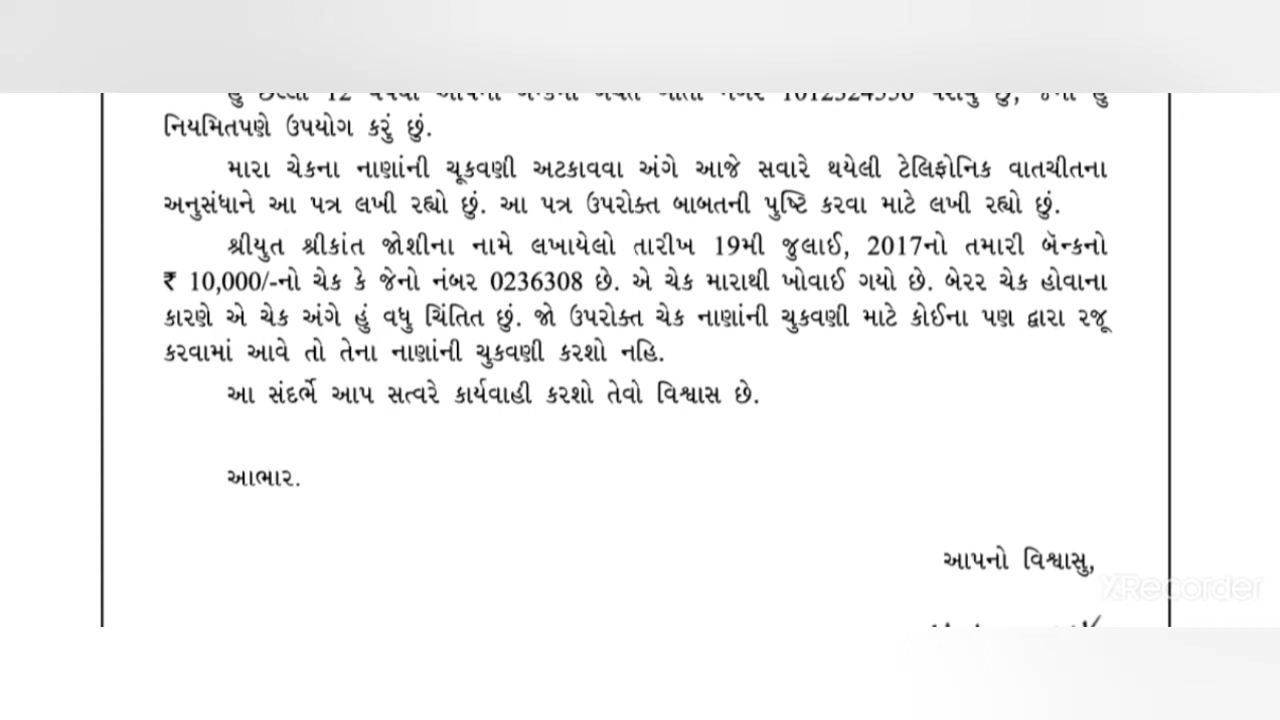 નિયમિતપણે ઉપયોગ કરું છું.
મારા ચેકના નાણાંની ચૂકવણી અટકાવવા અંગે આજે સવારે થયેલી ટેલિફોનિક વાતચીતના
અનુસંધાને આ પત્ર લખી રહ્યો છું. આ પત્ર ઉપરોક્ત બાબતની પુષ્ટિ કરવા માટે લખી રહ્યો છું.
શ્રીયુત શ્રીકાંત જોશીના નામે લખાયેલો તારીખ 19મી જુલાઈ, 2017નો તમારી બૅન્કનો
₹ 10,000/-નો ચેક કે જેનો નંબર 0236308 છે. એ ચેક મારાથી ખોવાઈ ગયો છે. બેરર ચેક હોવાના
કારણે એ ચેક અંગે હું વધુ ચિંતિત છું. જો ઉપરોક્ત ચેક નાણાંની ચુકવણી માટે કોઈના પણ દ્વારા રજૂ
કરવામાં આવે તો તેના નાણાંની ચુકવણી કરશો નહિ.
આ સંદર્ભે આપ સત્વરે કાર્યવાહી કરશો તેવો વિશ્વાસ છે.
આભાર.
આપનો વિશ્વાસુ,
XRecorder